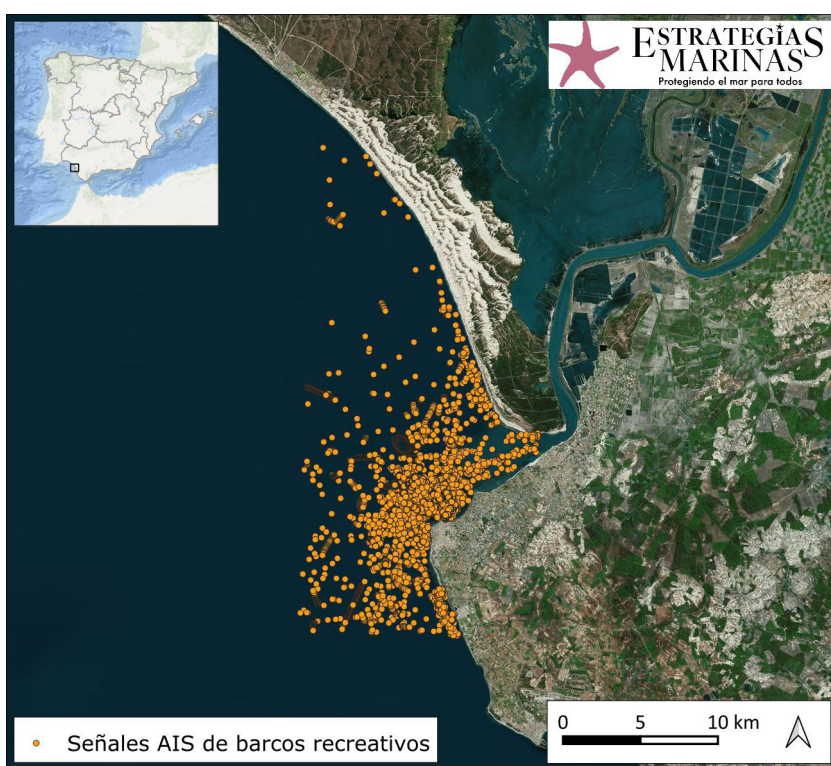 ESTRATEGIAS
MARINAS
Protegiendo el mar para todos
Señales AIS de barcos recreativos
0 5 10 km